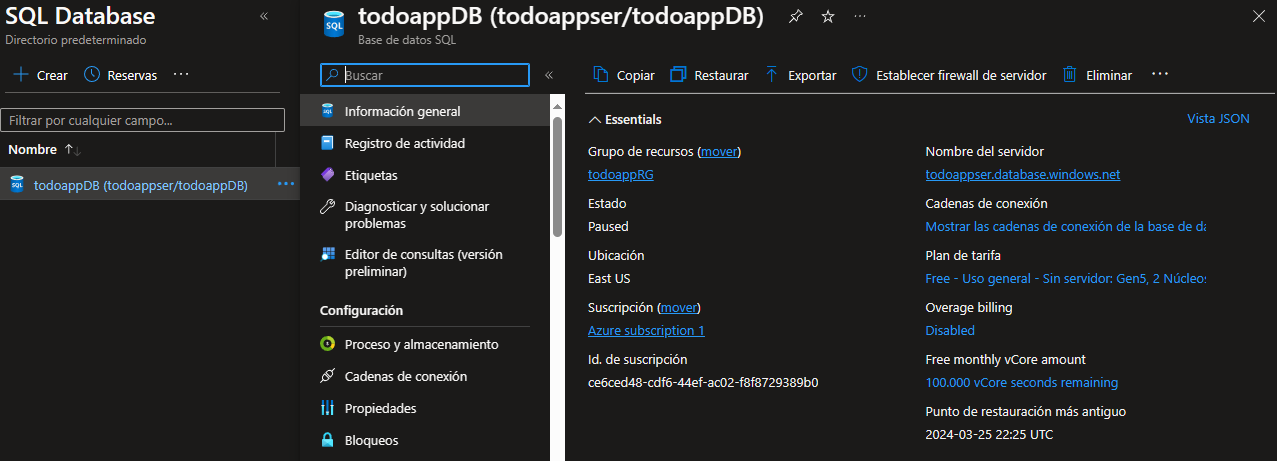 SQL Database
Directorio predeterminado
Crear
Reservas
Filtrar por cualquier campo...
Nombre
todoappDB (todoappser/todoappDB)
todoappDB (todoappser/todoappDB)
Base de datos SQL
Buscar
Información general
Registro de actividad
Etiquetas
Diagnosticar y solucionar
problemas
Editor de consultas (versión
preliminar)
Configuración
Proceso y almacenamiento
Cadenas de conexión
Propiedades
Bloqueos
Copiar
Restaurar
Exportar
Establecer firewall de servidor
Eliminar
Essentials
Vista JSON
Grupo de recursos (mover)
todoappRG
Estado
Paused
Ubicación
East US
Suscripción (mover)
Azure subscription 1
Id. de suscripción
ce6ced48-cdf6-44ef-ac02-f8f8729389b0
Nombre del servidor
todoappser.database.windows.net
Cadenas de conexión
Mostrar las cadenas de conexión de la base de da
Plan de tarifa
Free - Uso general - Sin servidor: Gen5, 2 Núcleos
Overage billing
Disabled
Free monthly vCore amount
100.000 vCore seconds remaining
Punto de restauración más antiguo
2024-03-25 22:25 UTC